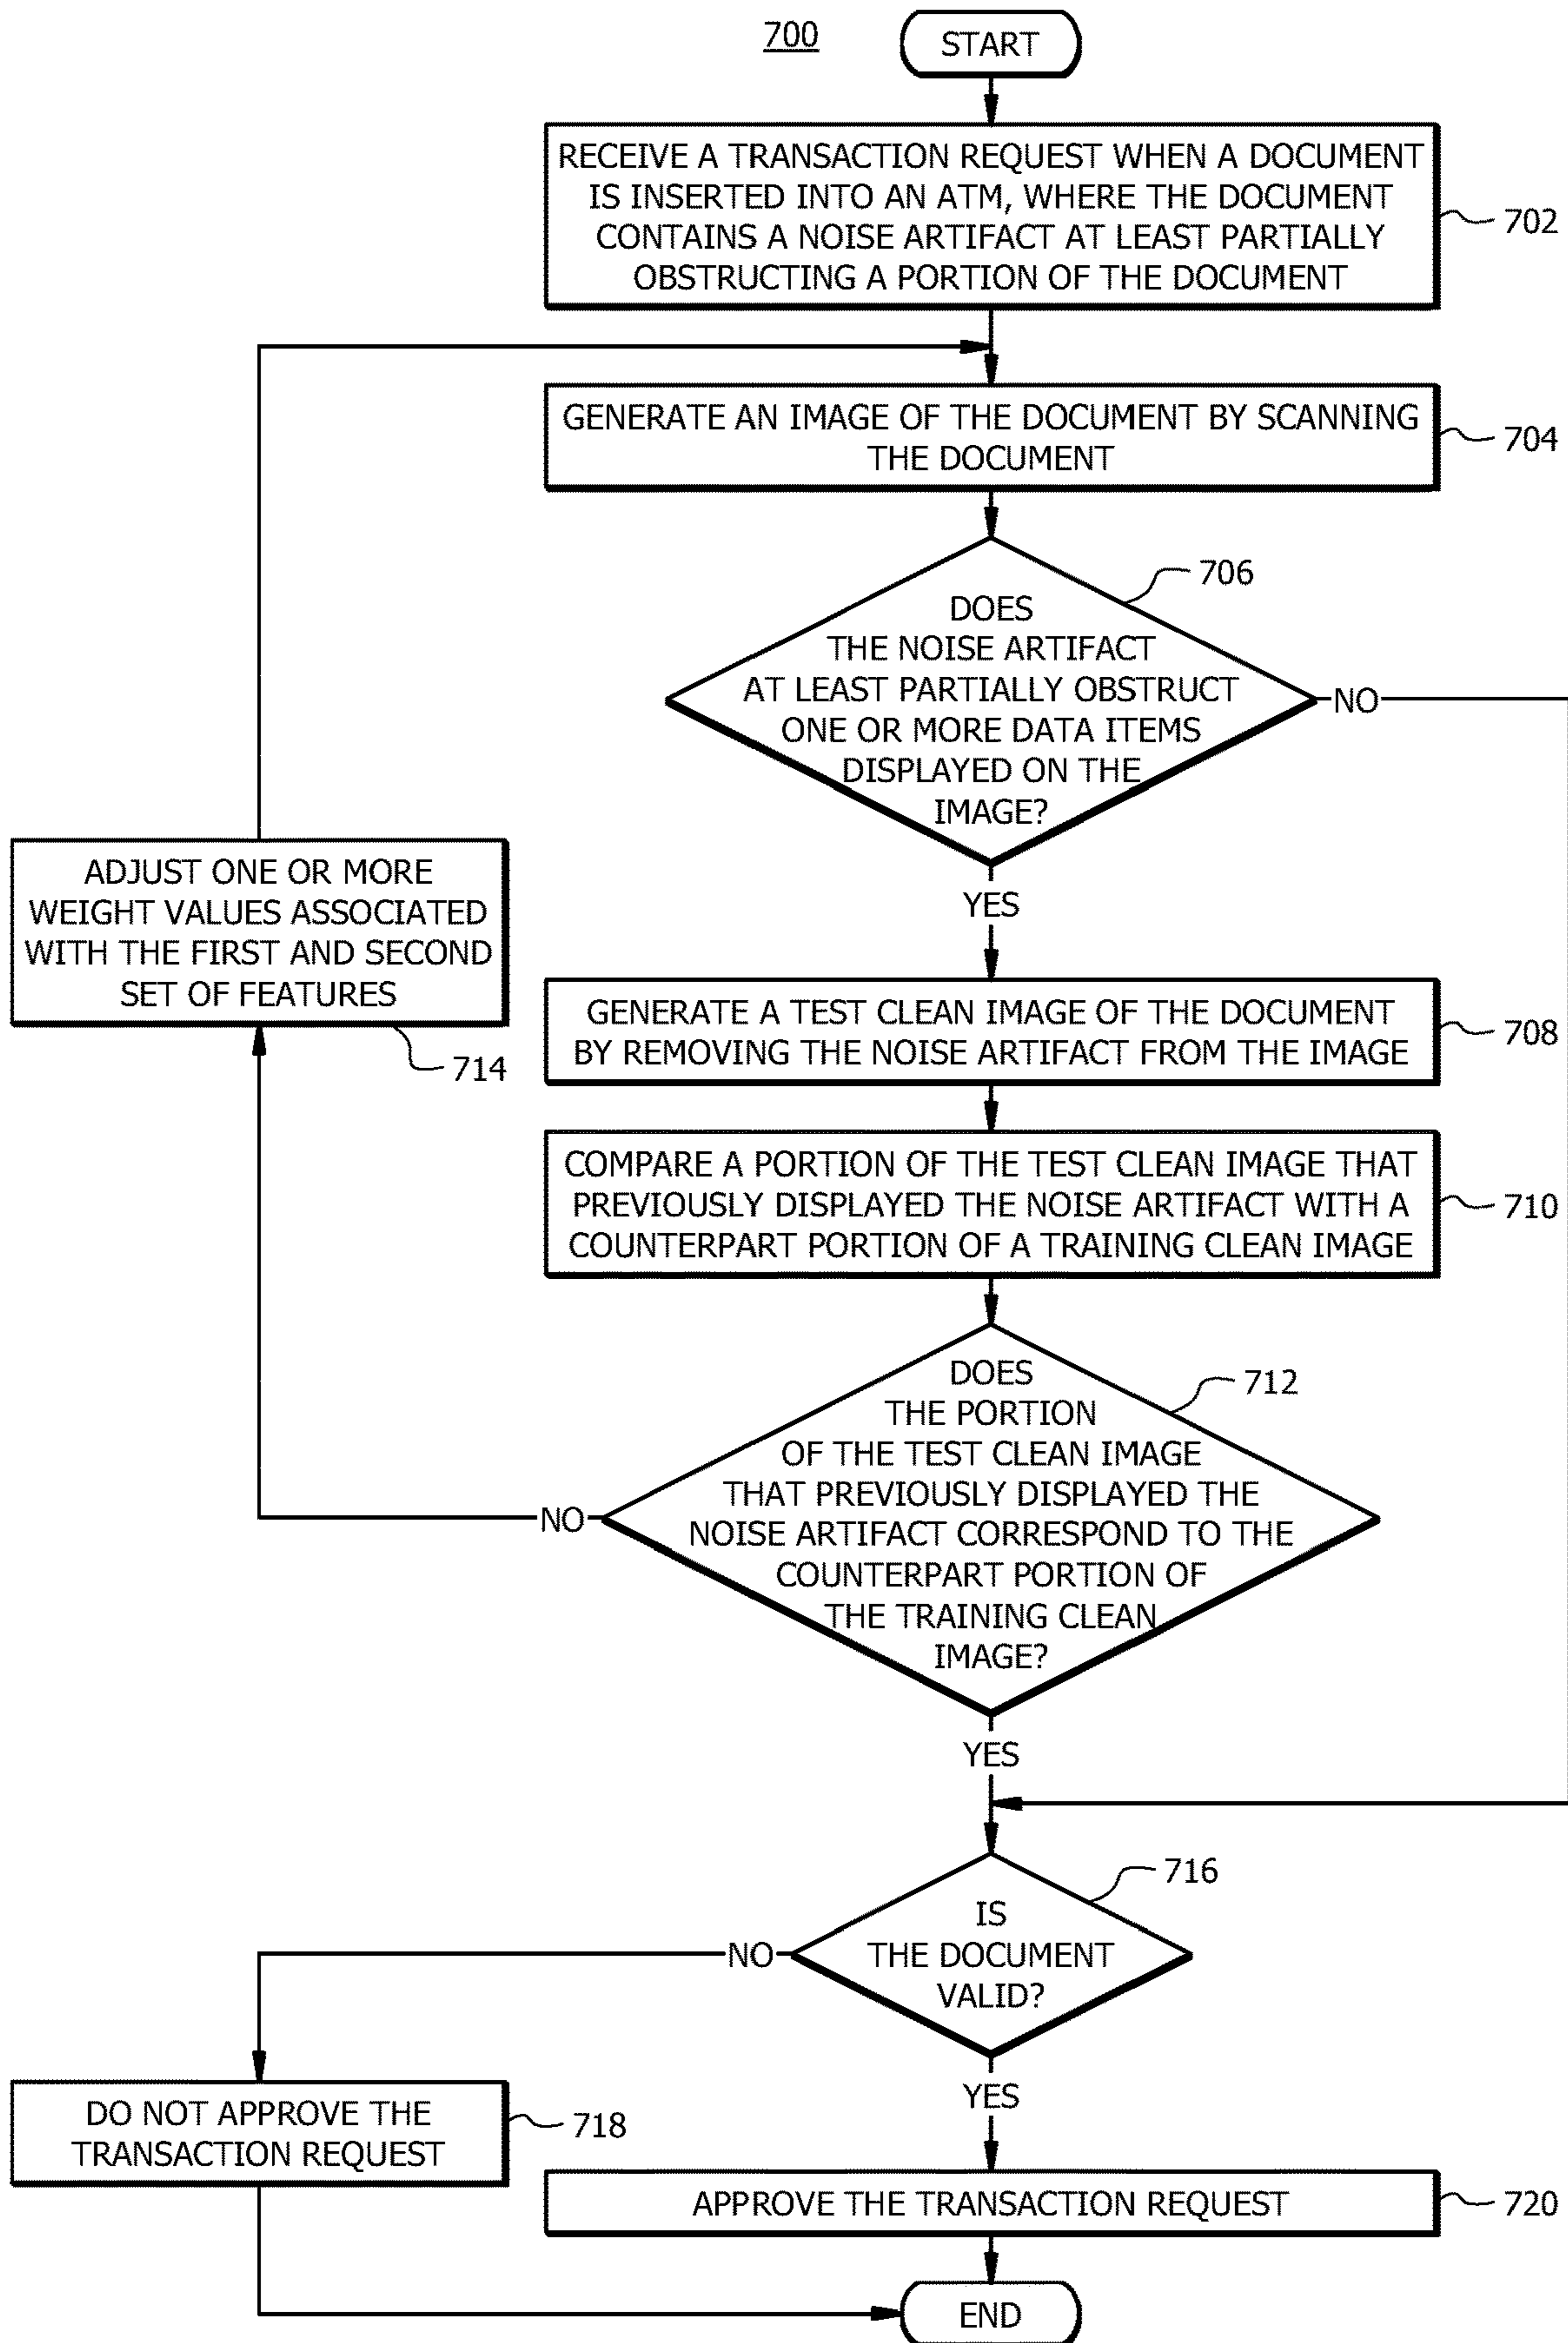 700
START
RECEIVE A TRANSACTION REQUEST WHEN A DOCUMENT
IS INSERTED INTO AN ATM, WHERE THE DOCUMENT
CONTAINS A NOISE ARTIFACT AT LEAST PARTIALLY
OBSTRUCTING A PORTION OF THE DOCUMENT
702
GENERATE AN IMAGE OF THE DOCUMENT BY SCANNING
THE DOCUMENT
704
706
DOES
THE NOISE ARTIFACT
AT LEAST PARTIALLY OBSTRUCT
ONE OR MORE DATA ITEMS
DISPLAYED ON THE
IMAGE?
NO
YES
ADJUST ONE OR MORE
WEIGHT VALUES ASSOCIATED
WITH THE FIRST AND SECOND
SET OF FEATURES
714
GENERATE A TEST CLEAN IMAGE OF THE DOCUMENT
BY REMOVING THE NOISE ARTIFACT FROM THE IMAGE
708
COMPARE A PORTION OF THE TEST CLEAN IMAGE THAT
PREVIOUSLY DISPLAYED THE NOISE ARTIFACT WITH A
COUNTERPART PORTION OF A TRAINING CLEAN IMAGE
710
712
DOES
THE PORTION
OF THE TEST CLEAN IMAGE
THAT PREVIOUSLY DISPLAYED THE
NOISE ARTIFACT CORRESPOND TO THE
COUNTERPART PORTION OF
THE TRAINING CLEAN
IMAGE?
NO
YES
716
IS
THE DOCUMENT
VALID?
NO
YES
DO NOT APPROVE THE
TRANSACTION REQUEST
718
APPROVE THE TRANSACTION REQUEST
720
END